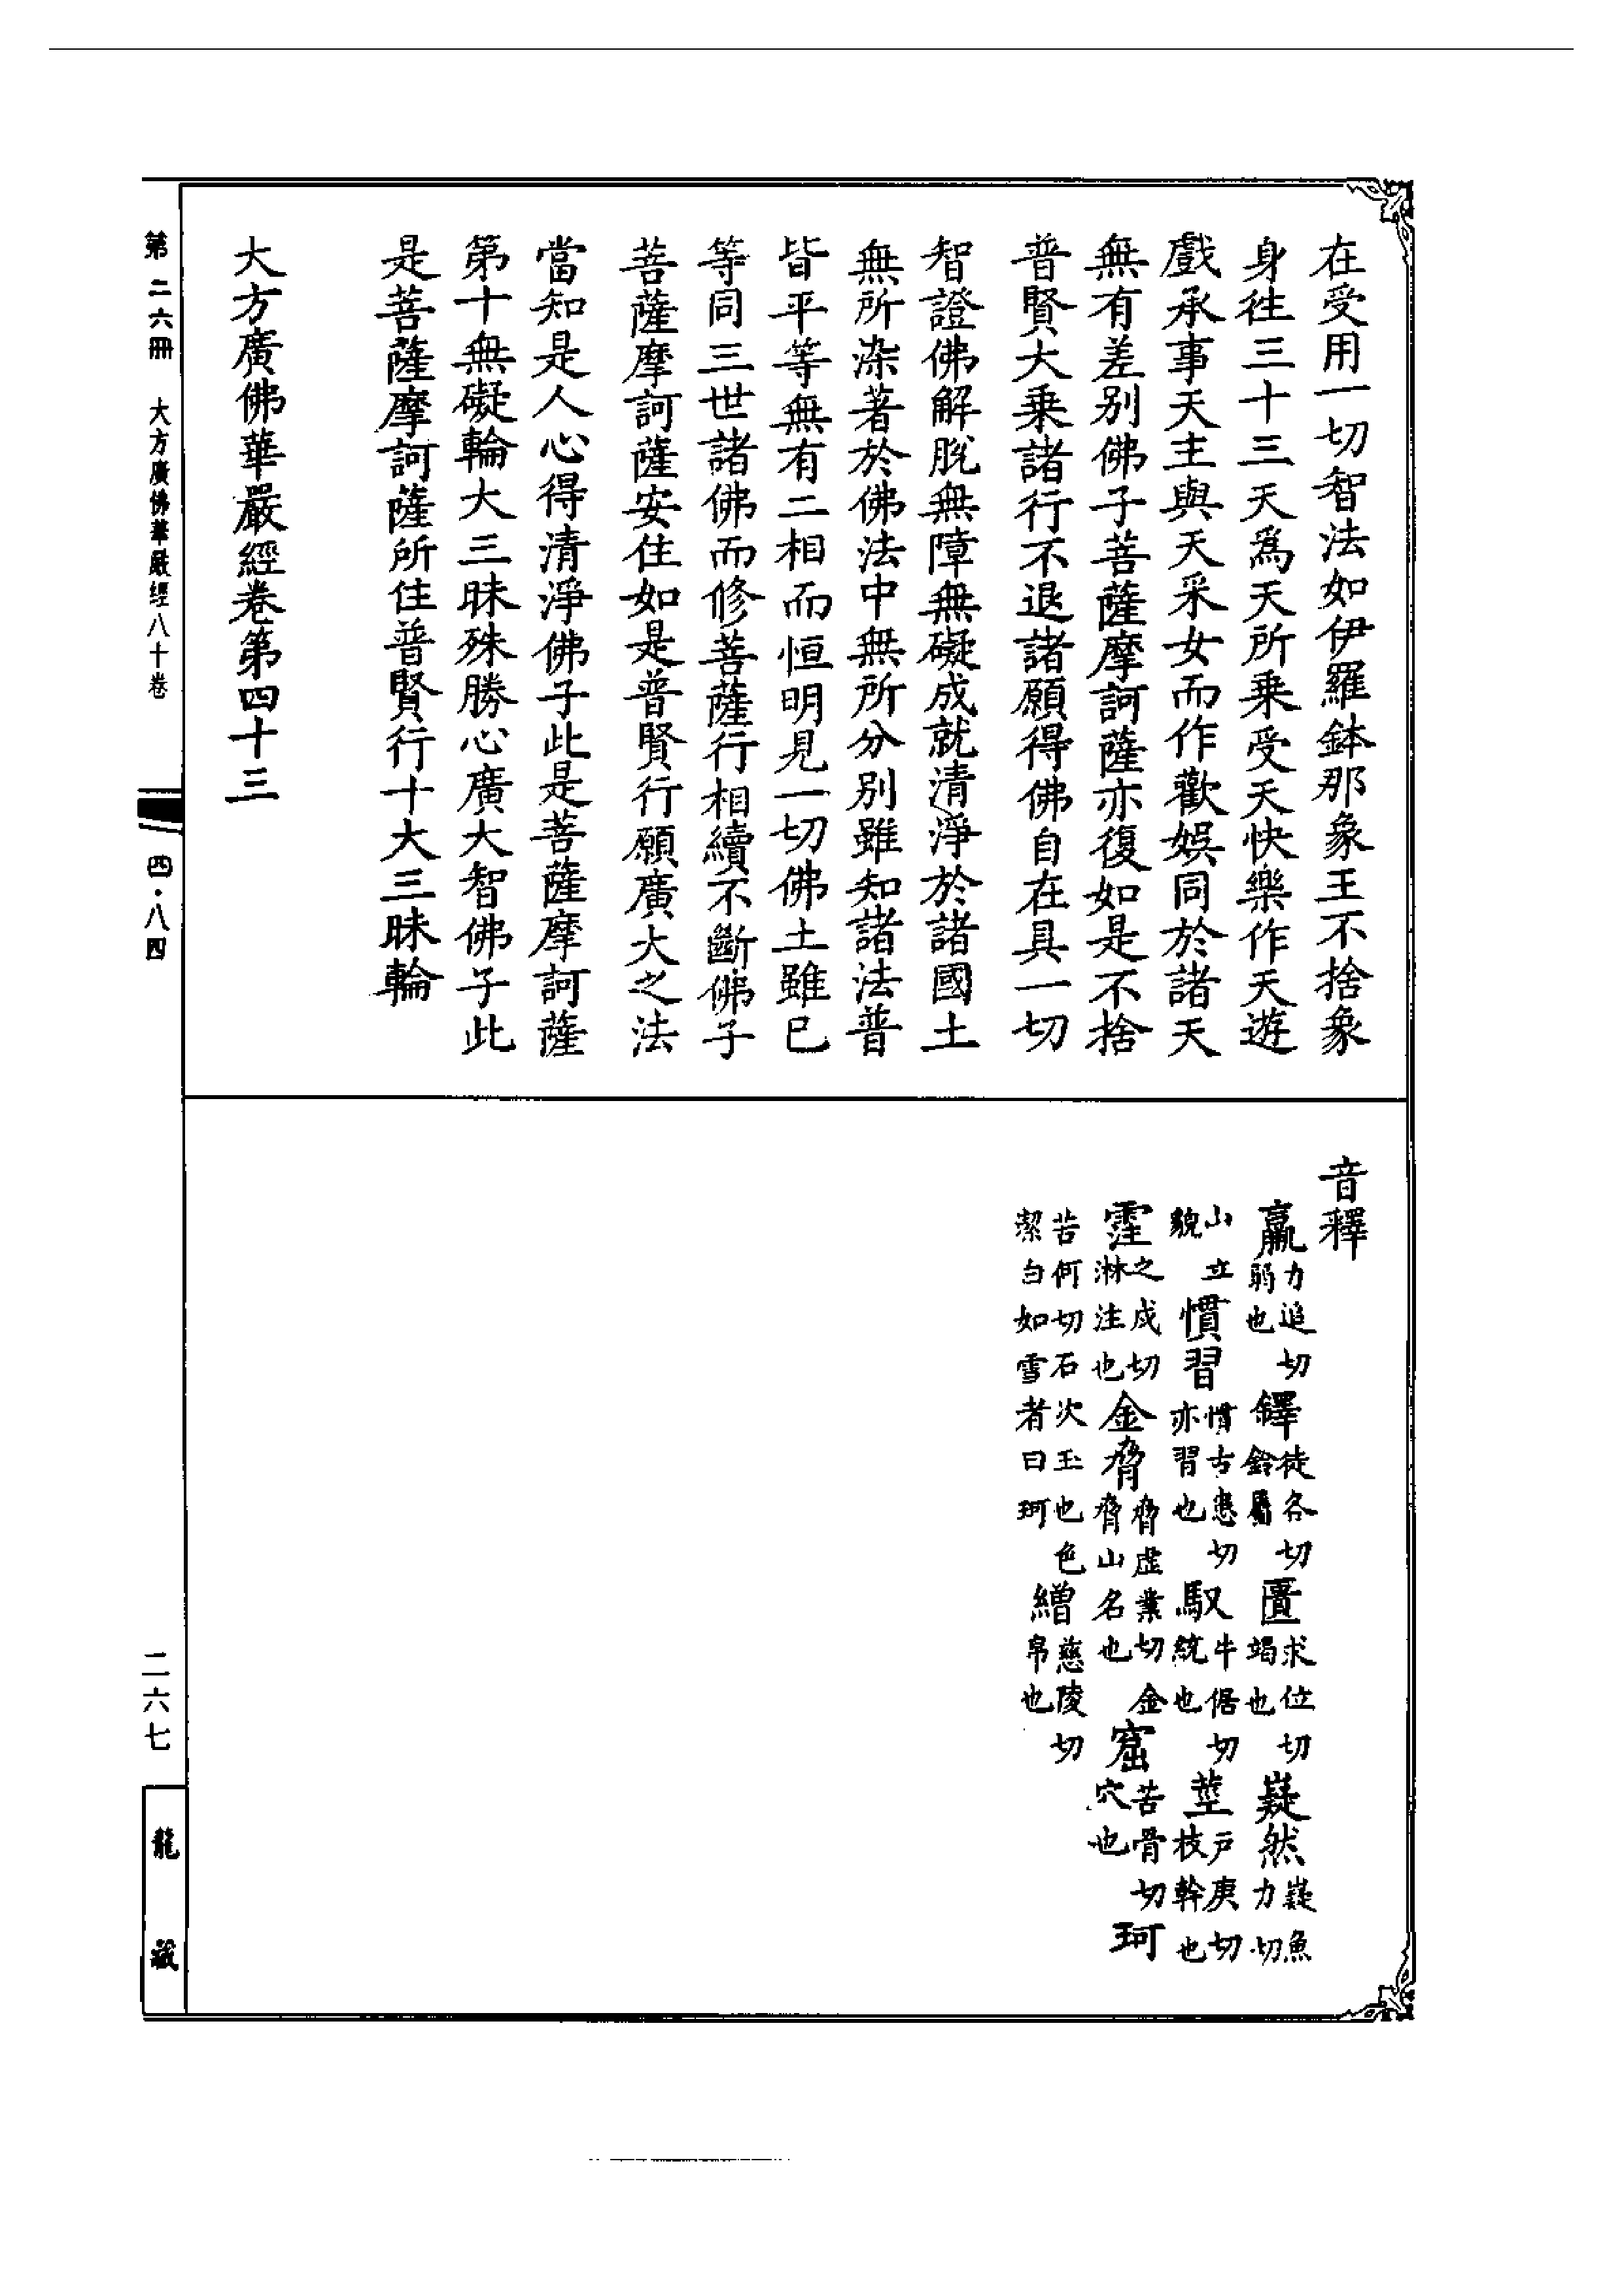 在受用一切智法如伊羅鉢那象王不捨象
身往三十三天爲天所乗受天快樂作天遊
戲承事天主與天采女而作歡娛同於諸天
無有差別佛子菩薩摩訶薩亦復如是不捨
普賢大乗諸行不退諸願得佛自在具一切
智證佛解脫無障無礙成就清淨於諸國土
無所染著於佛法中無所分別雖知諸法普
皆平等無有二相而恒明見一切佛土雖已
等同三世諸佛而修菩薩行相續不斷佛子
菩薩摩訶薩安住如是普賢行願廣大之法
當知是人心得清淨佛子此是菩薩摩訶薩
第十無礙輪大三昧殊勝心廣大智佛子此
是菩薩摩訶薩所住普賢行十大三昧輪
大方廣佛華嚴經卷第四十三
音釋
羸力追切弱也 鐸徒各切鈴屬 匱求位切竭也 嶷然嶷魚力切
山立貌 慣習慣古患切亦習也 馭牛倨切統也 莖戶庚切枝幹也
霔之戍切淋注也 金脅脅虛業切金脅山名也 窟苦骨切穴也 珂
苦何切石次玉也色潔白如雪者曰珂 繒慈陵切帛也
第二六冊 大方廣佛華嚴經八十卷
四·八四
二六七
龍藏